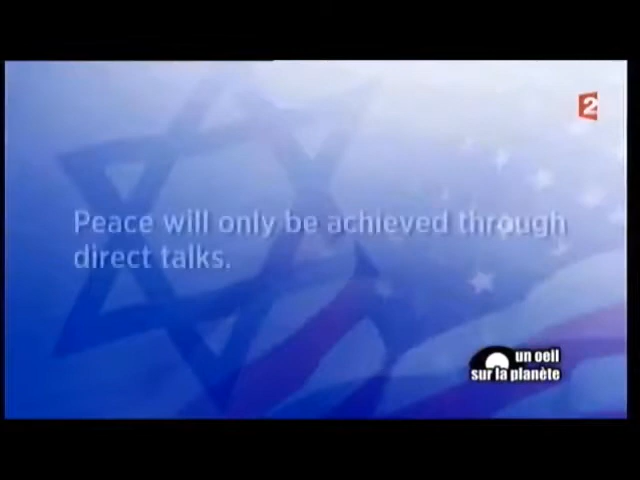 2
Peace will only be achieved through
direct talks.
un oeil
sur la planète